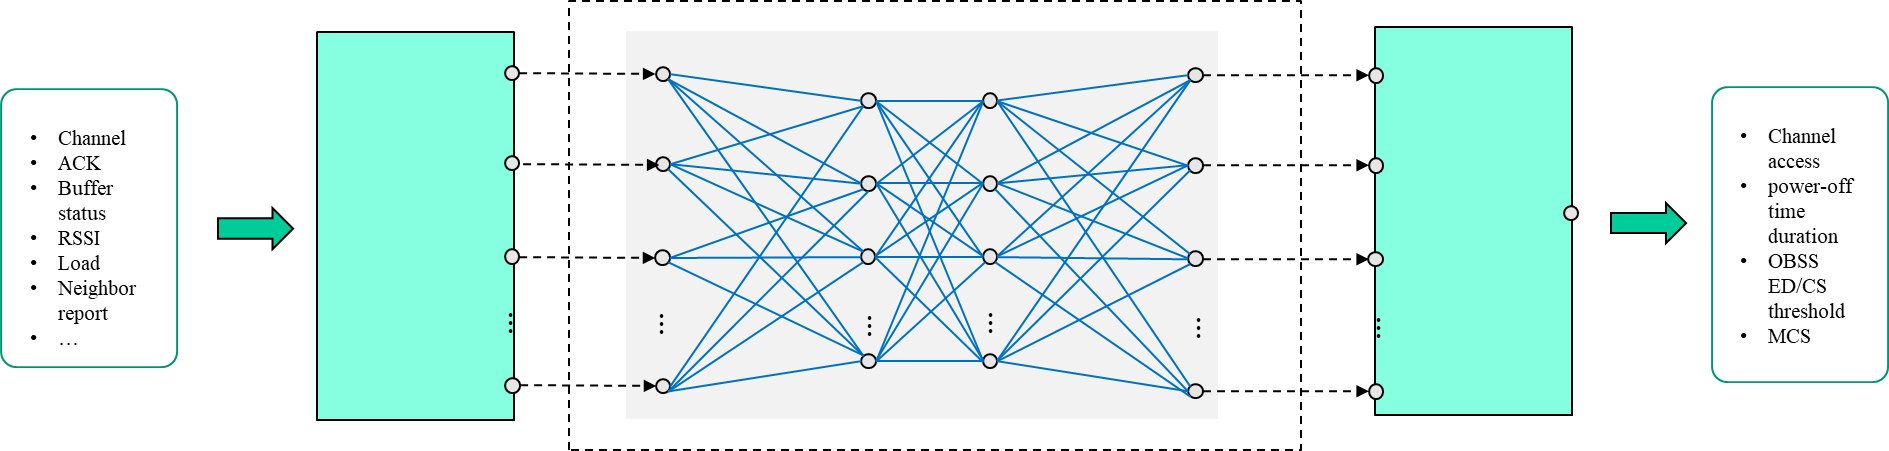 • Channel
• ACK
• Buffer
status
• RSSI
• Load
• Neighbor
report
• …
• Channel
access
• power-off
time
duration
• OBSS
ED/CS
threshold
• MCS